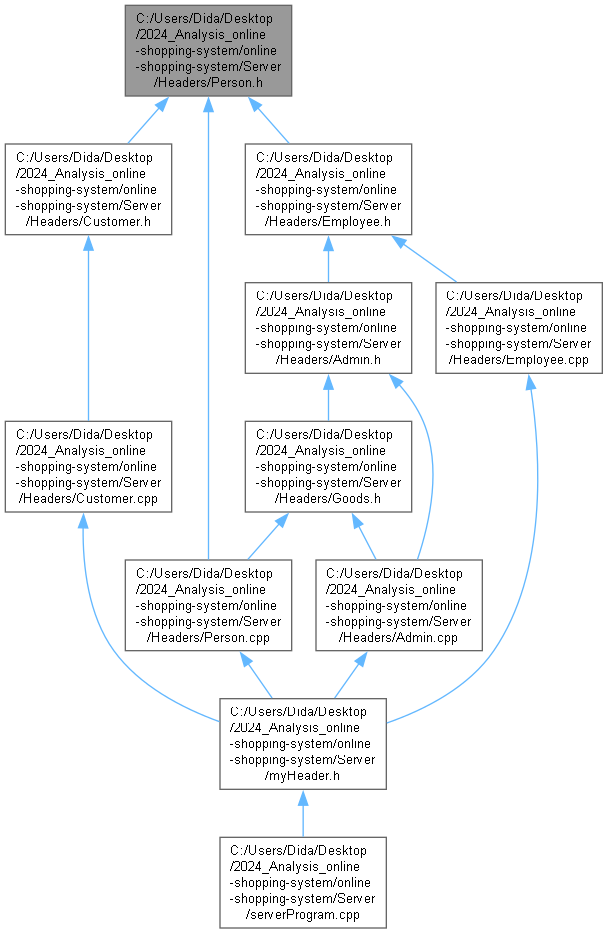 C:/Users/Dida/Desktop
/2024_Analysis_online
-shopping-system/online
-shopping-system/Server
/Headers/Person.h
C:/Users/Dida/Desktop
/2024_Analysis_online
-shopping-system/online
-shopping-system/Server
/Headers/Customer.h
C:/Users/Dida/Desktop
/2024_Analysis_online
-shopping-system/online
-shopping-system/Server
/Headers/Employee.h
C:/Users/Dida/Desktop
/2024_Analysis_online
-shopping-system/online
-shopping-system/Server
/Headers/Admin.h
C:/Users/Dida/Desktop
/2024_Analysis_online
-shopping-system/online
-shopping-system/Server
/Headers/Employee.cpp
C:/Users/Dida/Desktop
/2024_Analysis_online
-shopping-system/online
-shopping-system/Server
/Headers/Customer.cpp
C:/Users/Dida/Desktop
/2024_Analysis_online
-shopping-system/online
-shopping-system/Server
/Headers/Goods.h
C:/Users/Dida/Desktop
/2024_Analysis_online
-shopping-system/online
-shopping-system/Server
/Headers/Person.cpp
C:/Users/Dida/Desktop
/2024_Analysis_online
-shopping-system/online
-shopping-system/Server
/Headers/Admin.cpp
C:/Users/Dida/Desktop
/2024_Analysis_online
-shopping-system/online
-shopping-system/Server
/myHeader.h
C:/Users/Dida/Desktop
/2024_Analysis_online
-shopping-system/online
-shopping-system/Server
/serverProgram.cpp